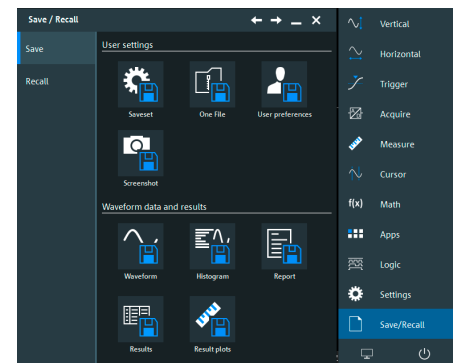 Save / Recall
Save
Recall
User settings
Saveset
One File
User preferences
Screenshot
Waveform data and results
Waveform
Histogram
Report
Results
Result plots
Vertical
Horizontal
Trigger
Acquire
Measure
Cursor
f(x) Math
Apps
Logic
Settings
Save/Recall